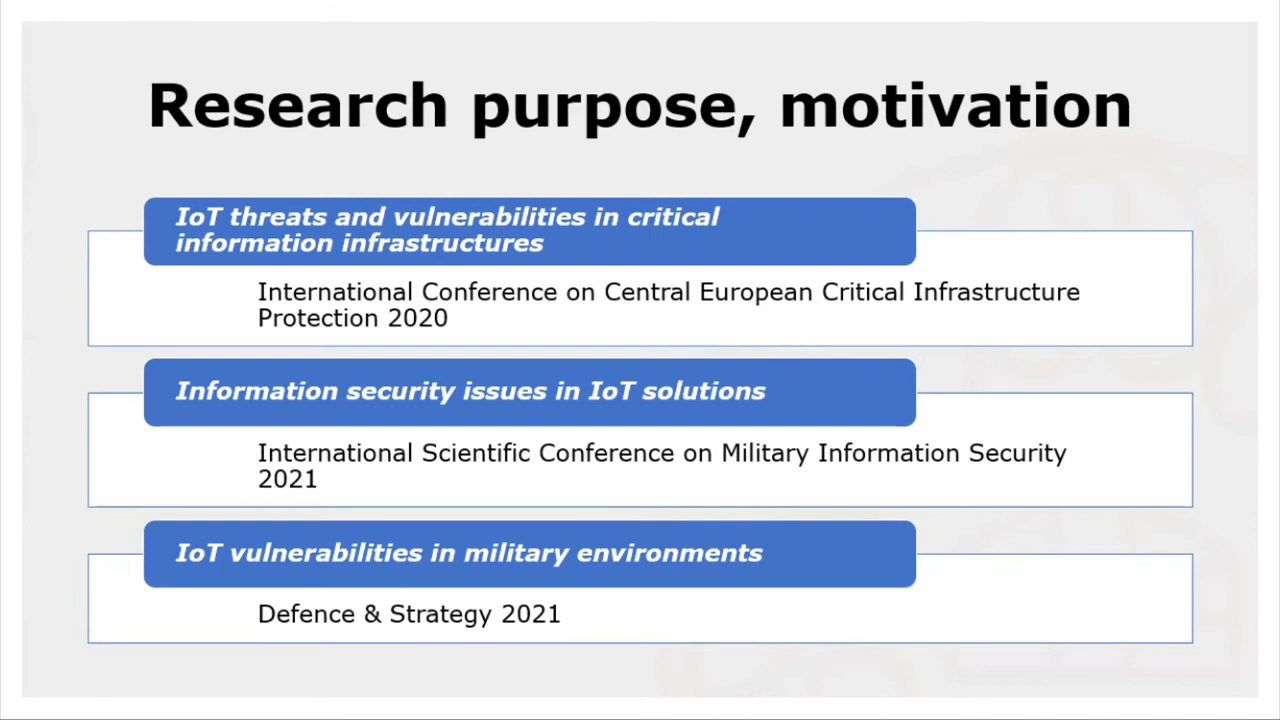 Research purpose, motivation
IoT threats and vulnerabilities in critical
information infrastructures
International Conference on Central European Critical Infrastructure
Protection 2020
Information security issues in IoT solutions
International Scientific Conference on Military Information Security
2021
IoT vulnerabilities in military environments
Defence & Strategy 2021